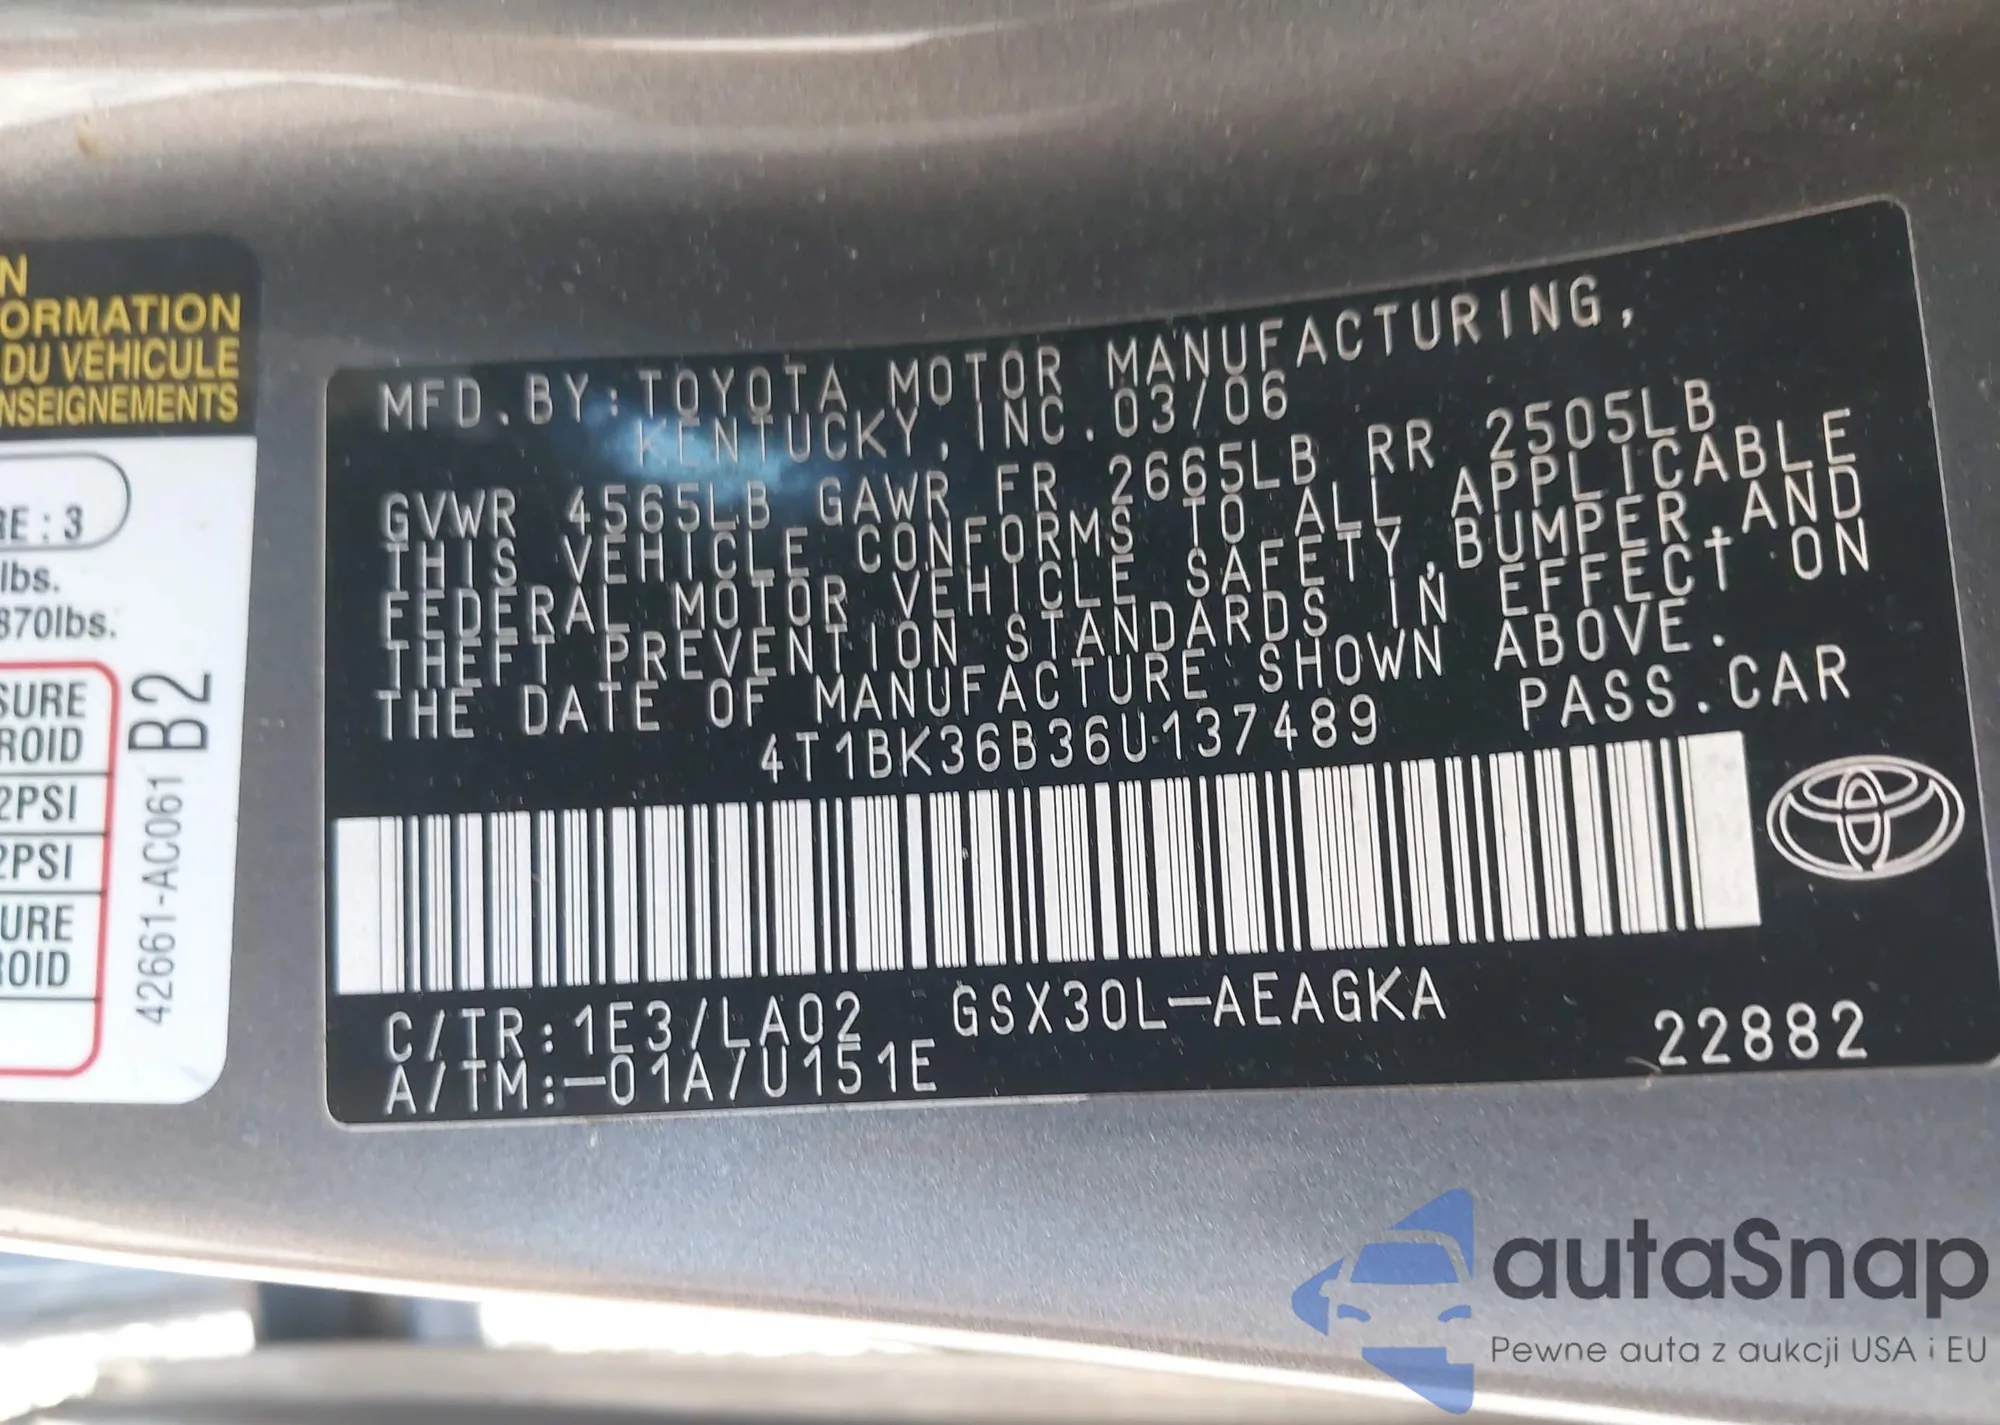 N
ORMATION
DU VÉHICULE
NSEIGNEMENTS
RE : 3
lbs.
870lbs.
SURE
ROID
2PSI
2PSI
URE
ROID
42661-AC061 B2
MFD.BY:TOYOTA MOTOR MANUFACTURING,
KENTUCKY, INC.03/06
GVWR 4565LB GAWR FR 2665LB RR 2505LB
THIS VEHICLE CONFORMS TO ALL APPLICABLE
FEDERAL MOTOR VEHICLE SAFETY,BUMPER,AND
THEFT PREVENTION STANDARDS IN EFFECT ON
THE DATE OF MANUFACTURE SHOWN ABOVE.
4T1BK36B36U137489 PASS.CAR
C/TR:1E3/LA02 GSX30L-AEAGKA
A/TM:-01A/U151E 22882
autaSnap
Pewne auta z aukcji USA i EU